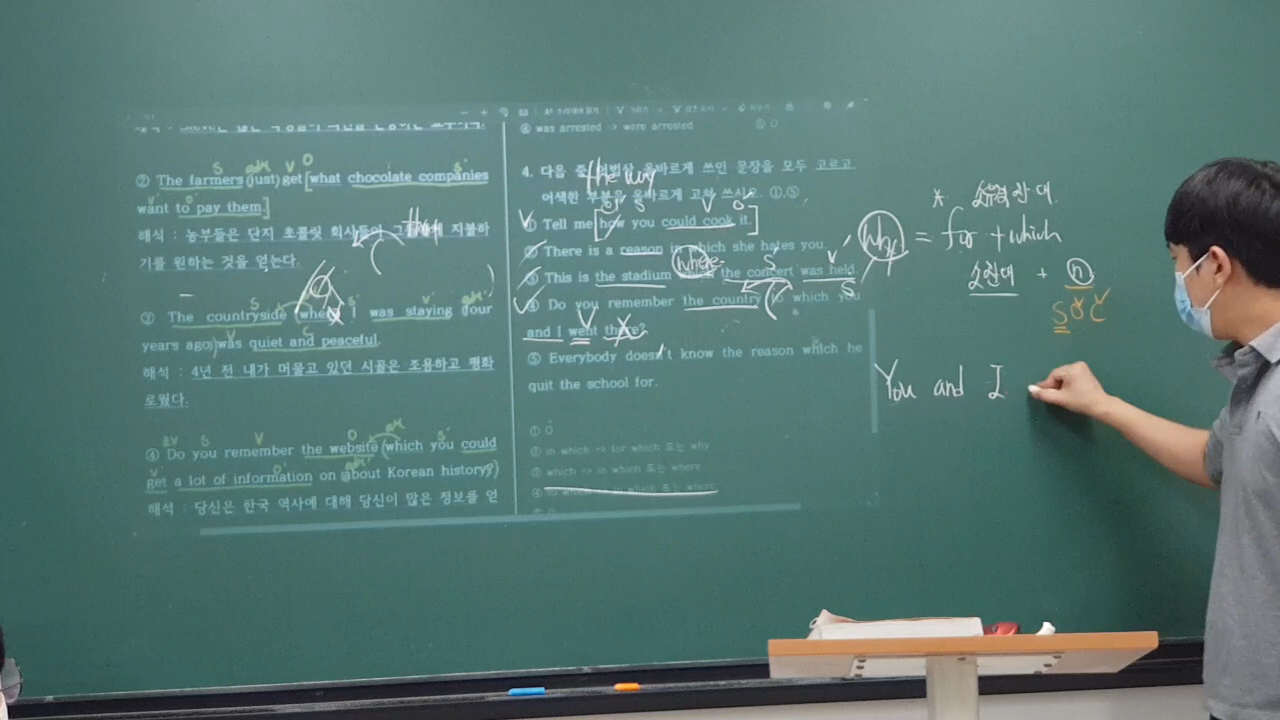 ② The farmers (just) get [what chocolate companies
want to pay them.]
해석 : 농부들은 단지 초콜릿 회사들이 지불하
기를 원하는 것을 얻는다.
③ The countryside (where I was staying four
years ago) was quiet and peaceful.
해석 : 4년 전 내가 머물고 있던 시골은 조용하고 평화
로웠다.
④ Do you remember the website (which you could
get a lot of information on about Korean history?)
해석 : 당신은 한국 역사에 대해 당신이 많은 정보를 얻
④ was arrested -> were arrested
⑤ O
4. 다음 중 어법상 올바르게 쓰인 문장을 모두 고르고
어색한 부분을 올바르게 고쳐 쓰시오. ①,⑤
the way
① Tell me [how you could cook it.]
② There is a reason in which she hates you.
where
③ This is the stadium which the concert was held.
④ Do you remember the country to which you
and I went there?
⑤ Everybody doesn't know the reason which he
quit the school for.
① O
② in which -> for which 또는 why
③ which -> in which 또는 where
why = for + which
You and I